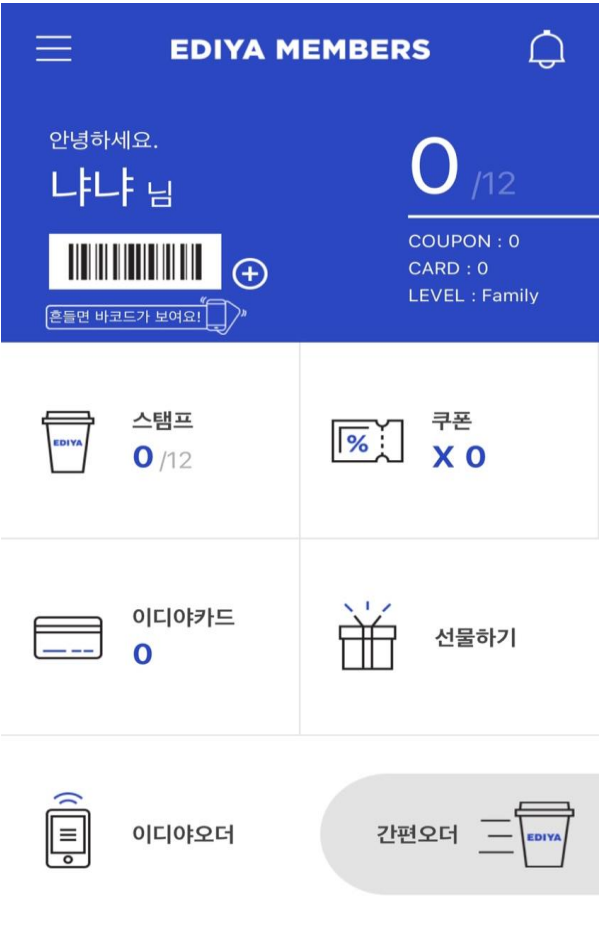 EDIYA MEMBERS
안녕하세요.
냐냐 님
0 /12
COUPON : 0
CARD : 0
LEVEL : Family
흔들면 바코드가 보여요!
EDIYA
스탬프
0 /12
%
쿠폰
X 0
이디야카드
0
선물하기
이디야오더
간편오더
EDIYA